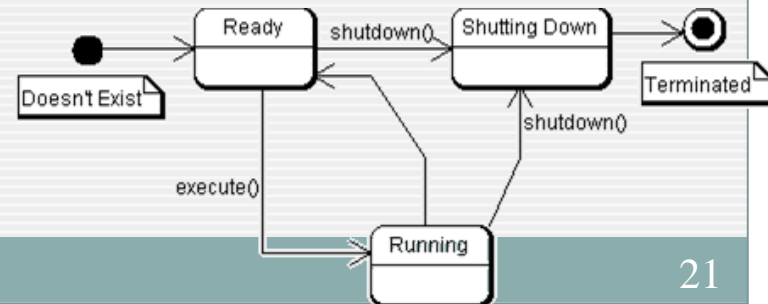 Ready
shutdown()
Shutting Down
Doesn't Exist
Terminated
shutdown()
execute()
Running
21